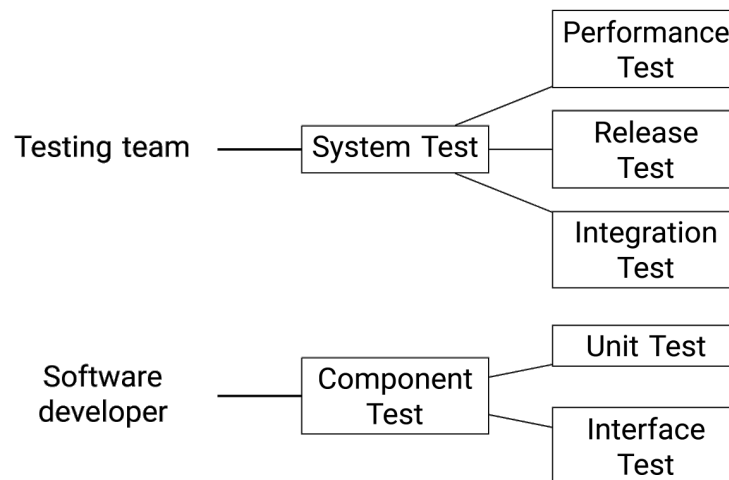 Performance
Test
Testing team
System Test
Release
Test
Integration
Test
Software
developer
Component
Test
Unit Test
Interface
Test